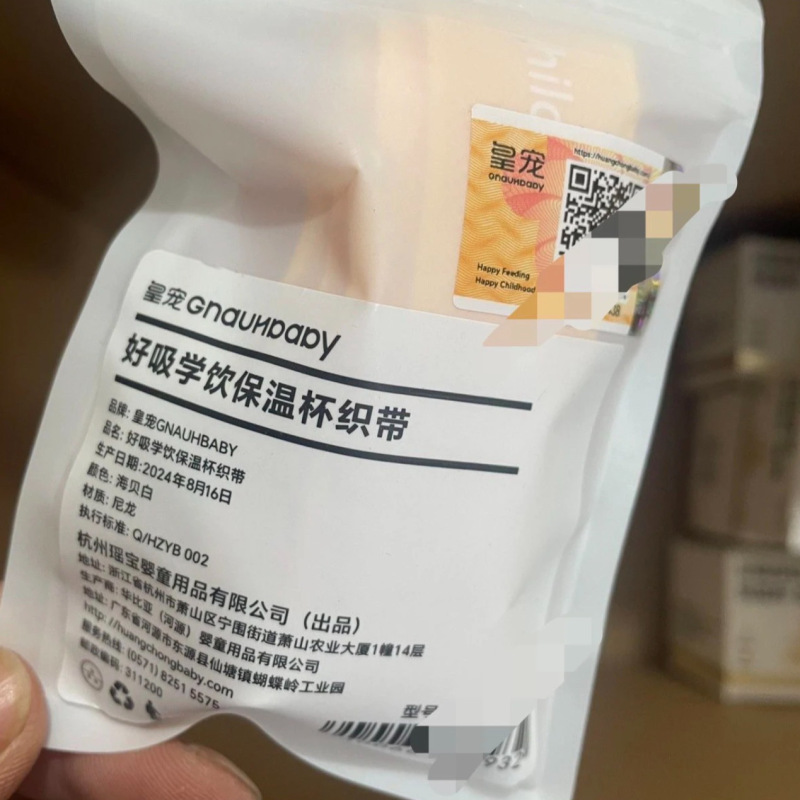 皇宠
GNAUHBABY
https://huangchongbaby.com
Happy Feeding
Happy Childhood
皇宠GNAUHBABY
好吸学饮保温杯织带
品牌: 皇宠GNAUHBABY
品名: 好吸学饮保温杯织带
生产日期:2024年8月16日
颜色: 海贝白
材质: 尼龙
执行标准: Q/HZYB 002
杭州瑶宝婴童用品有限公司（出品）
地址: 浙江省杭州市萧山区宁围街道萧山农业大厦1幢14层
生产商: 华比亚（河源）婴童用品有限公司
地址: 广东省河源市东源县仙塘镇蝴蝶岭工业园
http://huangchongbaby.com
服务热线: (0571) 8251 5575
邮政编码: 311200